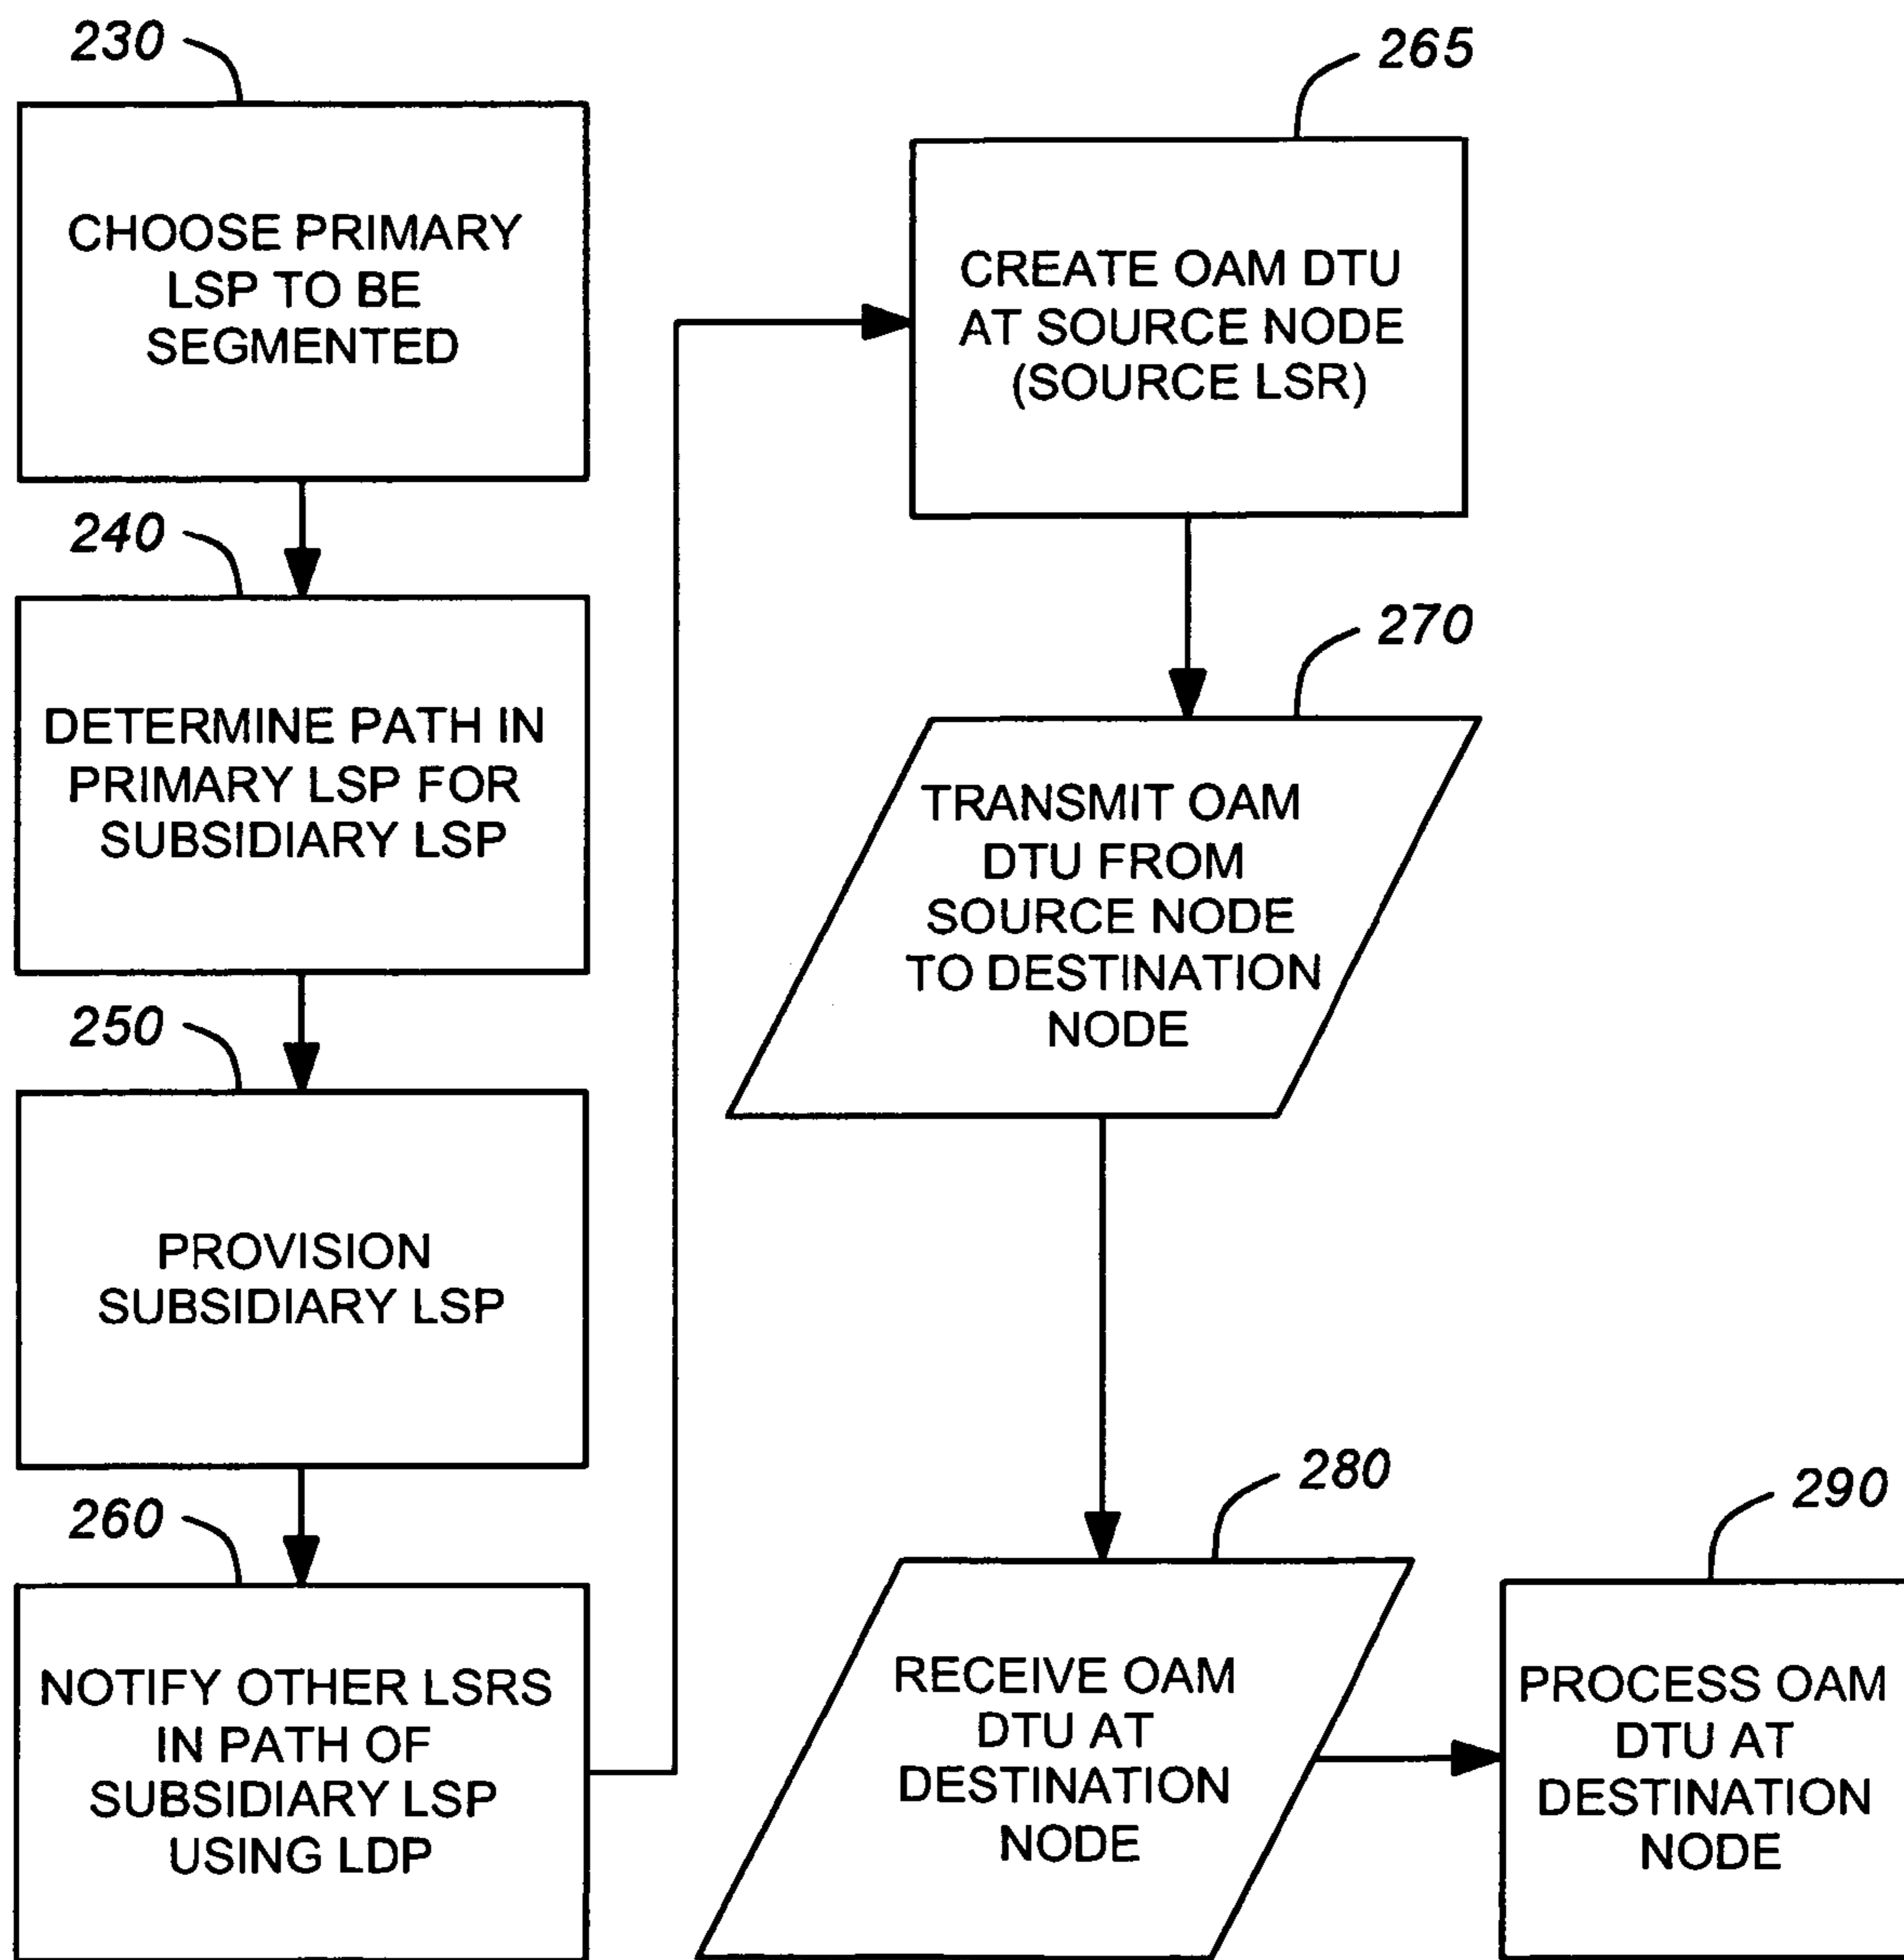 230
CHOOSE PRIMARY
LSP TO BE
SEGMENTED
240
DETERMINE PATH IN
PRIMARY LSP FOR
SUBSIDIARY LSP
250
PROVISION
SUBSIDIARY LSP
260
NOTIFY OTHER LSRS
IN PATH OF
SUBSIDIARY LSP
USING LDP
265
CREATE OAM DTU
AT SOURCE NODE
(SOURCE LSR)
270
TRANSMIT OAM
DTU FROM
SOURCE NODE
TO DESTINATION
NODE
280
RECEIVE OAM
DTU AT
DESTINATION
NODE
290
PROCESS OAM
DTU AT
DESTINATION
NODE